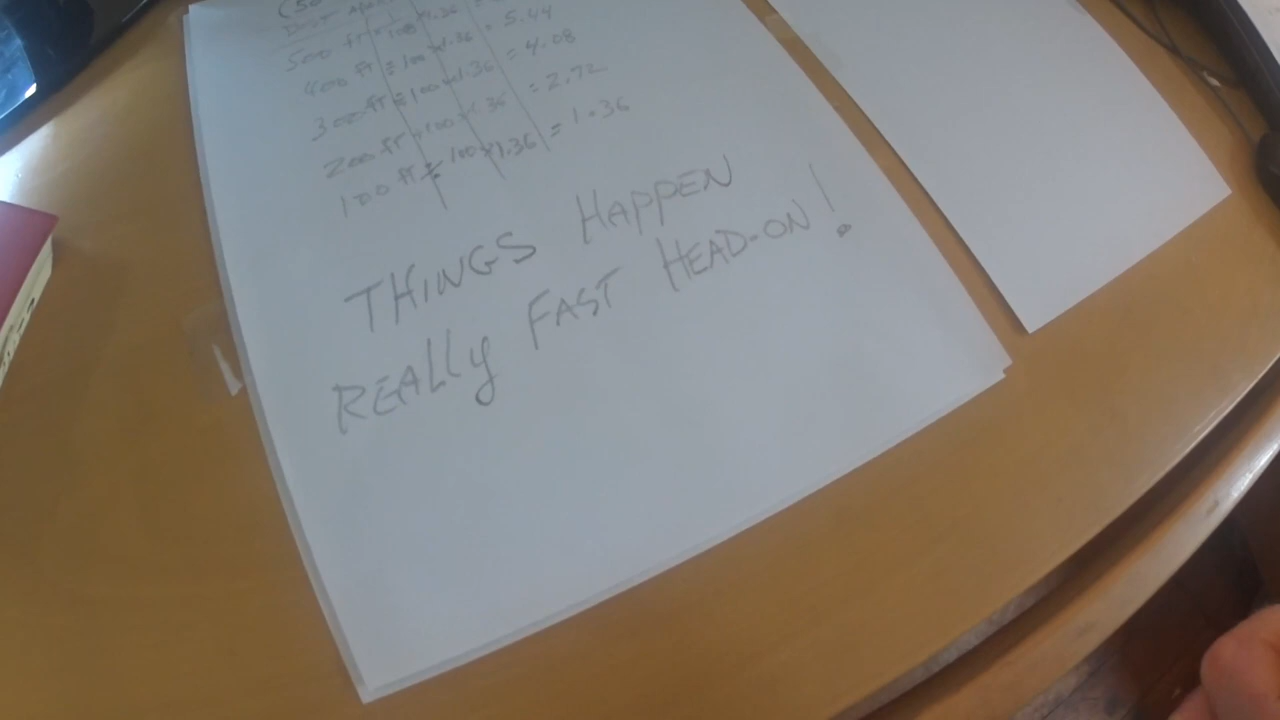 (50
500 ft ÷ 100 x 1.36
400 ft ÷ 100 x 1.36 = 5.44
300 ft ÷ 100 x 1.36 = 4.08
200 ft ÷ 100 x 1.36 = 2.72
100 ft ÷ 100 x 1.36 = 1.36
THINGS HAPPEN
REALLY FAST HEAD-ON!